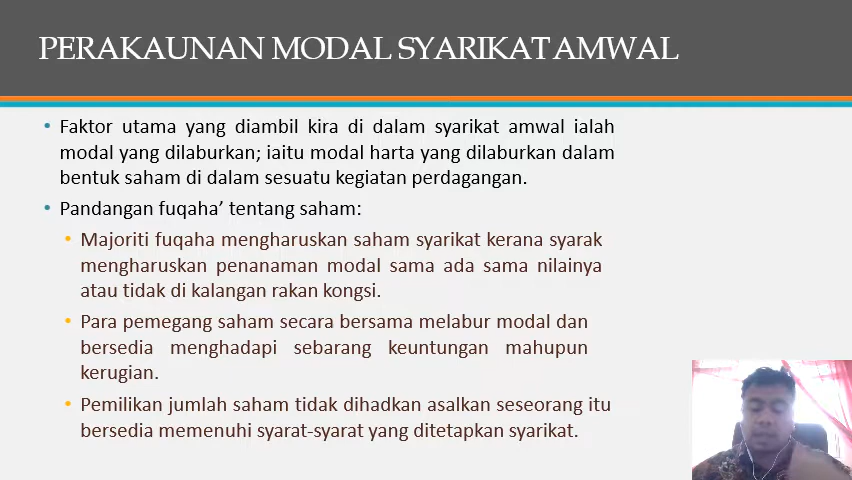 PERAKAUNAN MODAL SYARIKAT AMWAL
• Faktor utama yang diambil kira di dalam syarikat amwal ialah
modal yang dilaburkan; iaitu modal harta yang dilaburkan dalam
bentuk saham di dalam sesuatu kegiatan perdagangan.
• Pandangan fuqaha’ tentang saham:
• Majoriti fuqaha mengharuskan saham syarikat kerana syarak
mengharuskan penanaman modal sama ada sama nilainya
atau tidak di kalangan rakan kongsi.
• Para pemegang saham secara bersama melabur modal dan
bersedia menghadapi sebarang keuntungan mahupun
kerugian.
• Pemilikan jumlah saham tidak dihadkan asalkan seseorang itu
bersedia memenuhi syarat-syarat yang ditetapkan syarikat.